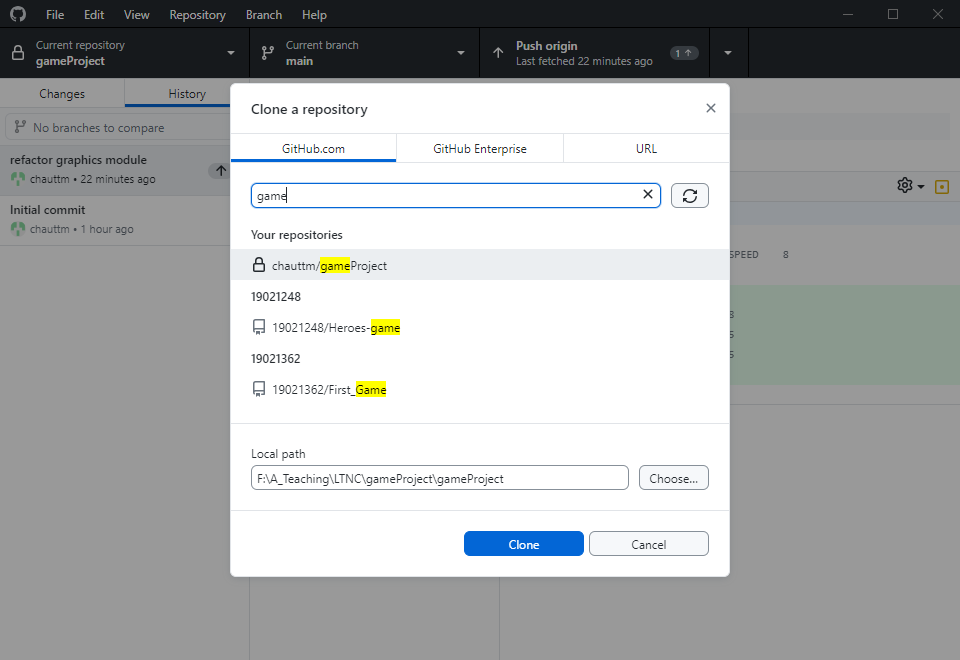 File Edit View Repository Branch Help
Current repository
gameProject
Current branch
main
Push origin
Last fetched 22 minutes ago
1
Changes
History
No branches to compare
refactor graphics module
chauttm • 22 minutes ago
Initial commit
chauttm • 1 hour ago
Clone a repository
GitHub.com
GitHub Enterprise
URL
game
Your repositories
chauttm/gameProject
19021248
19021248/Heroes-game
19021362
19021362/First_Game
Local path
F:\A_Teaching\LTNC\gameProject\gameProject
Choose...
Clone
Cancel
SPEED 8